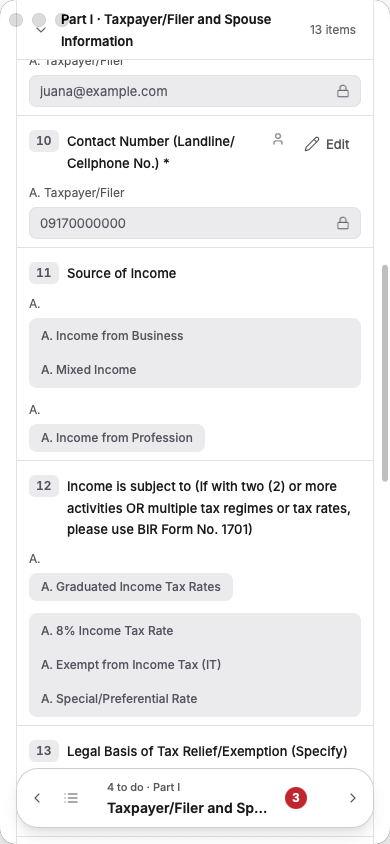 Part I · Taxpayer/Filer and Spouse
Information
13 items
A. Taxpayer/Filer
juana@example.com
10
Contact Number (Landline/
Cellphone No.) *
Edit
A. Taxpayer/Filer
09170000000
11
Source of Income
A.
A. Income from Business
A. Mixed Income
A.
A. Income from Profession
12
Income is subject to (If with two (2) or more
activities OR multiple tax regimes or tax rates,
please use BIR Form No. 1701)
A.
A. Graduated Income Tax Rates
A. 8% Income Tax Rate
A. Exempt from Income Tax (IT)
A. Special/Preferential Rate
13
Legal Basis of Tax Relief/Exemption (Specify)
4 to do · Part I
Taxpayer/Filer and Sp...
3